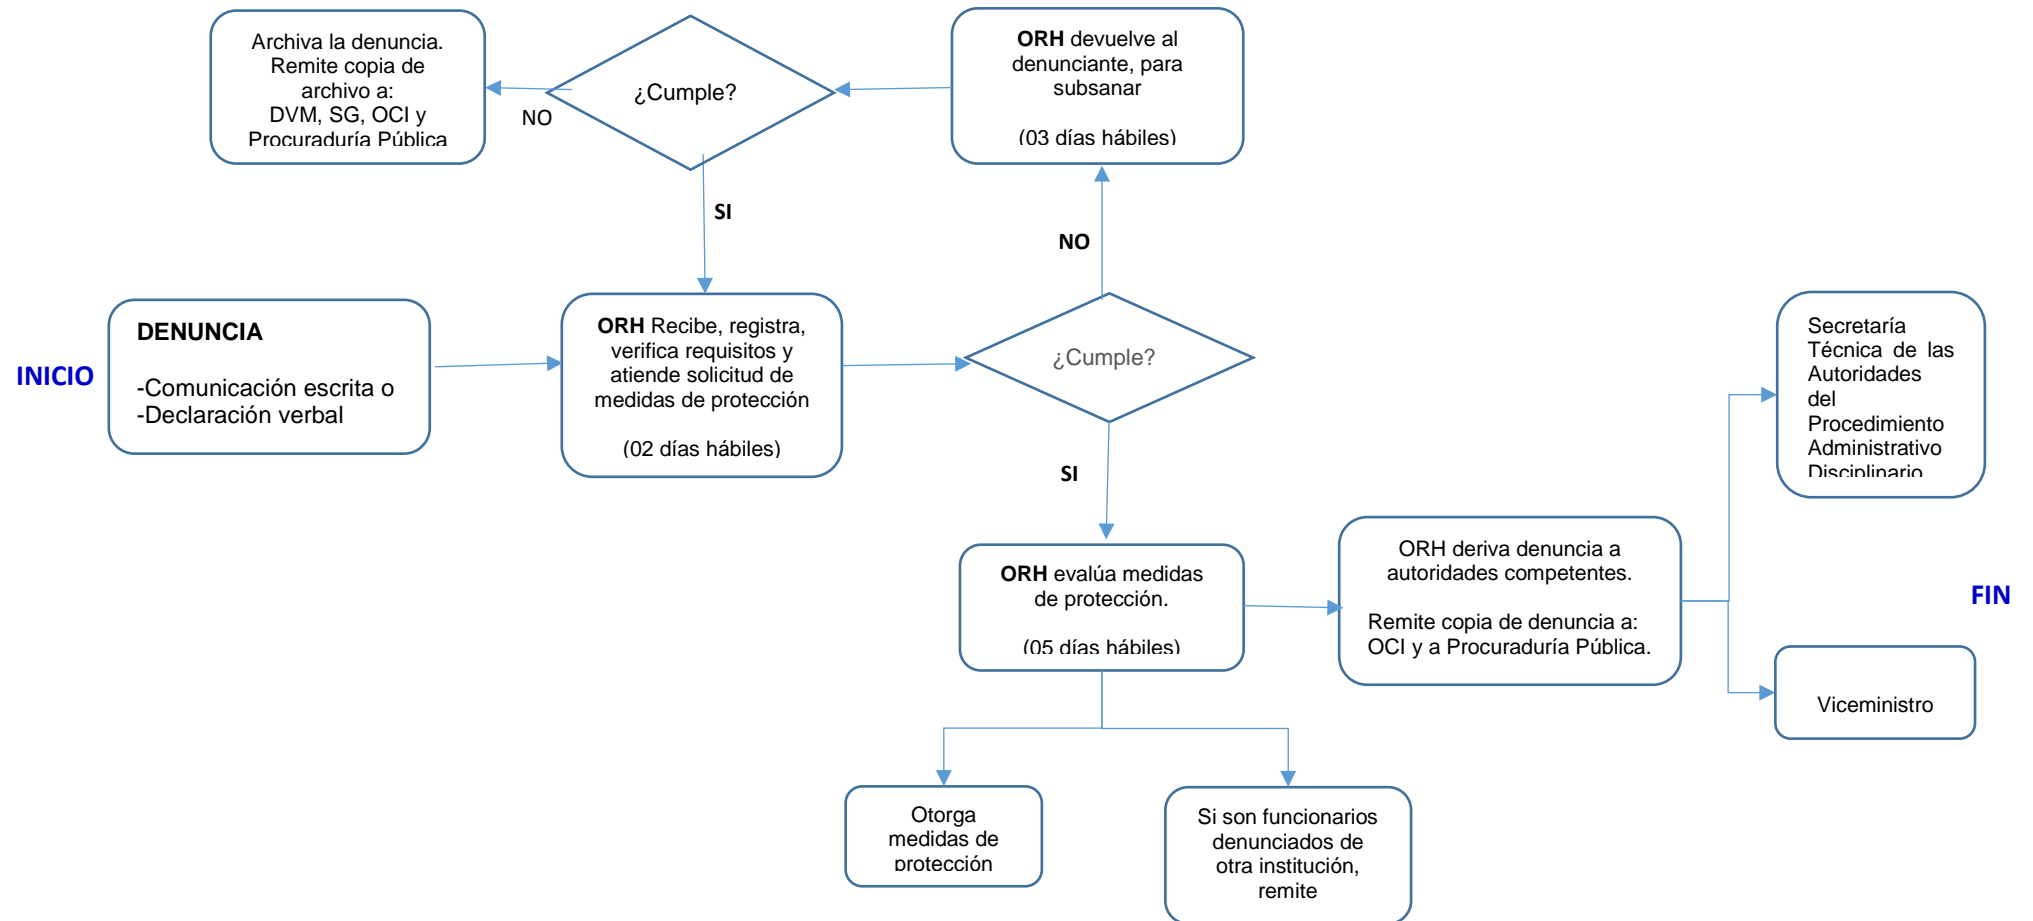 Archiva la denuncia.
Remite copia de
archivo a:
DVM, SG, OCI y
Procuraduría Pública
NO
¿Cumple?
ORH devuelve al
denunciante, para
subsanar
(03 días hábiles)
SI
NO
INICIO
DENUNCIA
-Comunicación escrita o
-Declaración verbal
ORH Recibe, registra,
verifica requisitos y
atiende solicitud de
medidas de protección
(02 días hábiles)
¿Cumple?
SI
Secretaría
Técnica de las
Autoridades
del
Procedimiento
Administrativo
Disciplinario
ORH evalúa medidas
de protección.
(05 días hábiles)
ORH deriva denuncia a
autoridades competentes.
Remite copia de denuncia a:
OCI y a Procuraduría Pública.
FIN
Viceministro
Otorga
medidas de
protección
Si son funcionarios
denunciados de
otra institución,
remite